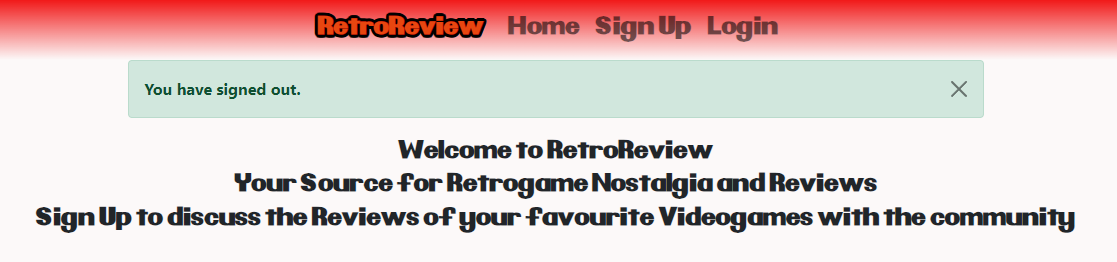 RetroReview Home Sign Up Login
You have signed out.
Welcome to RetroReview
Your Source for Retrogame Nostalgia and Reviews
Sign Up to discuss the Reviews of your favourite Videogames with the community